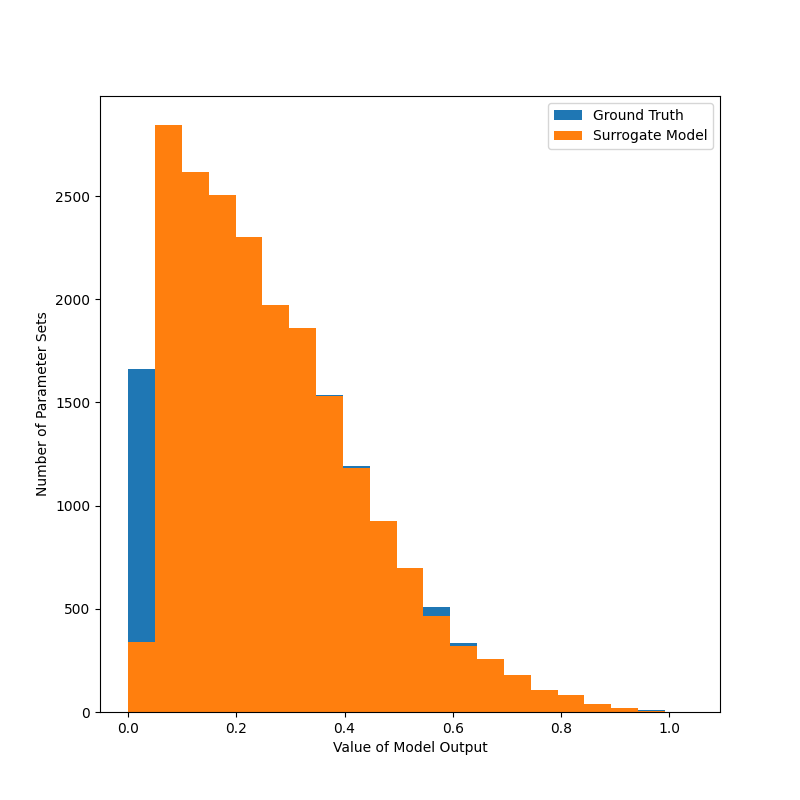 Ground Truth
Surrogate Model
2500
2000
1500
1000
500
0
Number of Parameter Sets
0.0 0.2 0.4 0.6 0.8 1.0
Value of Model Output